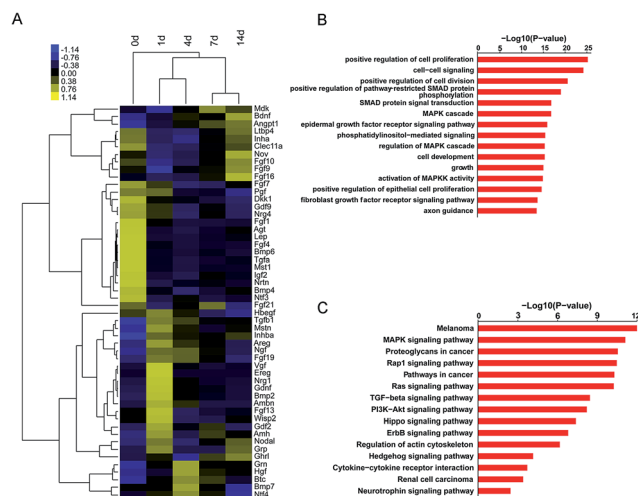 A
-1.14
-0.76
-0.38
0.00
0.38
0.76
1.14
0d
1d
4d
7d
14d
Mdk
Bdnf
Angpt1
Ltbp4
Inha
Clec11a
Nov
Fgf10
Fgf9
Fgf16
Fgf7
Pgf
Dkk1
Gdf9
Nrg4
Fgf1
Agt
Lep
Fgf4
Bmp6
Tgfa
Mst1
Igf2
Nrtn
Bmp4
Ntf3
Fgf21
Hbegf
Tgfb1
Mstn
Inhba
Areg
Ngf
Fgf19
Vgf
Ereg
Nrg1
Gdnf
Bmp2
Ambn
Fgf13
Wisp2
Gdf2
Amh
Nodal
Grp
Ghrl
Grn
Hgf
Btc
Bmp7
Ntf4
B
−Log10(P-value)
0 5 10 15 20 25
positive regulation of cell proliferation
cell-cell signaling
positive regulation of cell division
positive regulation of pathway-restricted SMAD protein
phosphorylation
SMAD protein signal transduction
MAPK cascade
epidermal growth factor receptor signaling pathway
phosphatidylinositol-mediated signaling
regulation of MAPK cascade
cell development
growth
activation of MAPKK activity
positive regulation of epithelial cell proliferation
fibroblast growth factor receptor signaling pathway
axon guidance
C
−Log10(P-value)
0 3 6 9 12
Melanoma
MAPK signaling pathway
Proteoglycans in cancer
Rap1 signaling pathway
Pathways in cancer
Ras signaling pathway
TGF-beta signaling pathway
PI3K-Akt signaling pathway
Hippo signaling pathway
ErbB signaling pathway
Regulation of actin cytoskeleton
Hedgehog signaling pathway
Cytokine-cytokine receptor interaction
Renal cell carcinoma
Neurotrophin signaling pathway